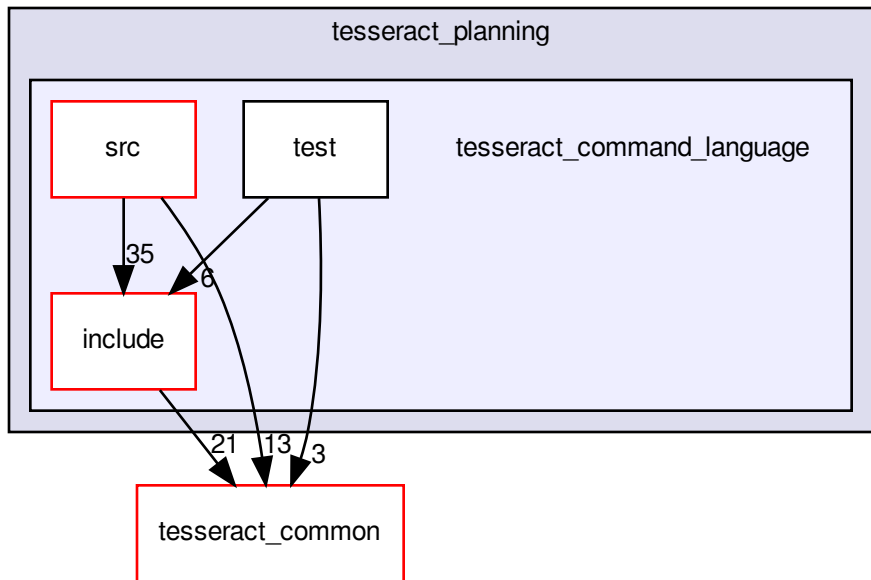 tesseract_planning
src
test
tesseract_command_language
35
6
include
21
13
3
tesseract_common